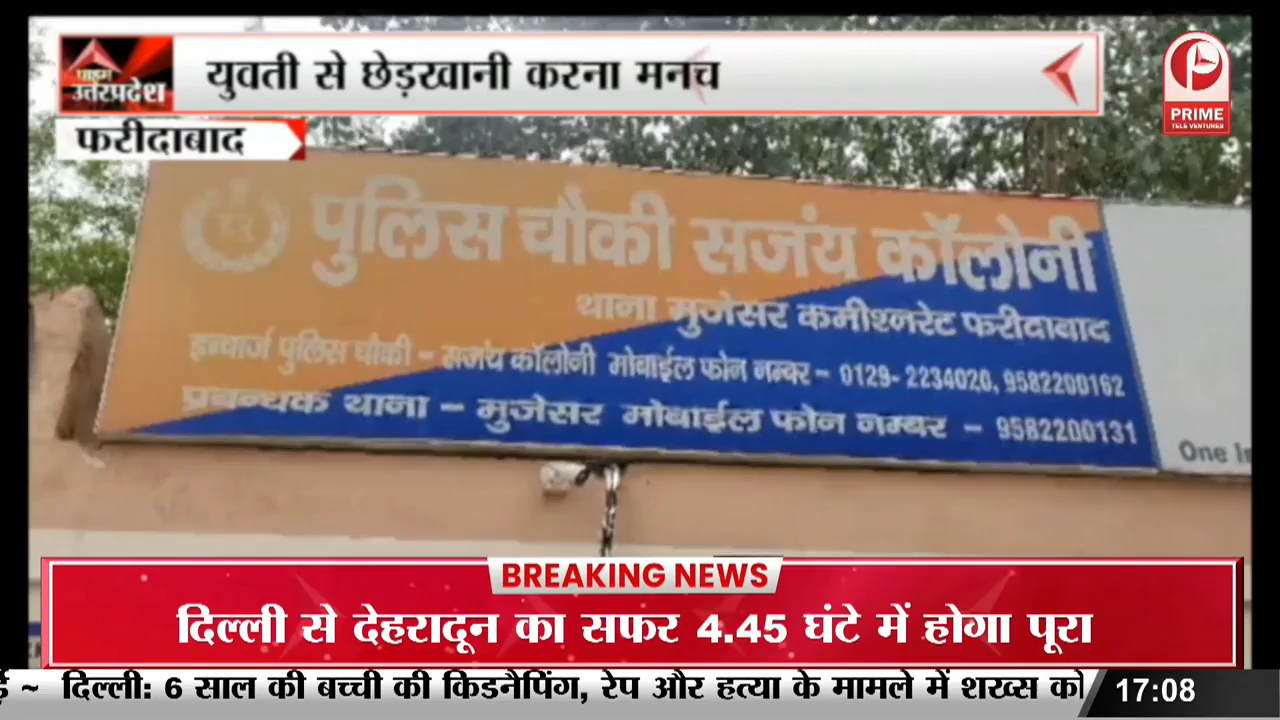 प्राइम
उत्तरप्रदेश
युवती से छेड़खानी करना मनच
PRIME
TELE VENTURES
फरीदाबाद
पुलिस चौकी सजंय कॉलोनी
थाना मुजेसर कमीश्नरेट फरीदाबाद
इन्चार्ज पुलिस चौकी - सजंय कॉलोनी मोबाईल फोन नम्बर - 0129- 2234020, 9582200162
प्रबन्धक थाना - मुजेसर मोबाईल फोन नम्बर - 9582200131
One
BREAKING NEWS
दिल्ली से देहरादून का सफर 4.45 घंटे में होगा पूरा
~ दिल्ली: 6 साल की बच्ची की किडनैपिंग, रेप और हत्या के मामले में शख्स को
17:08